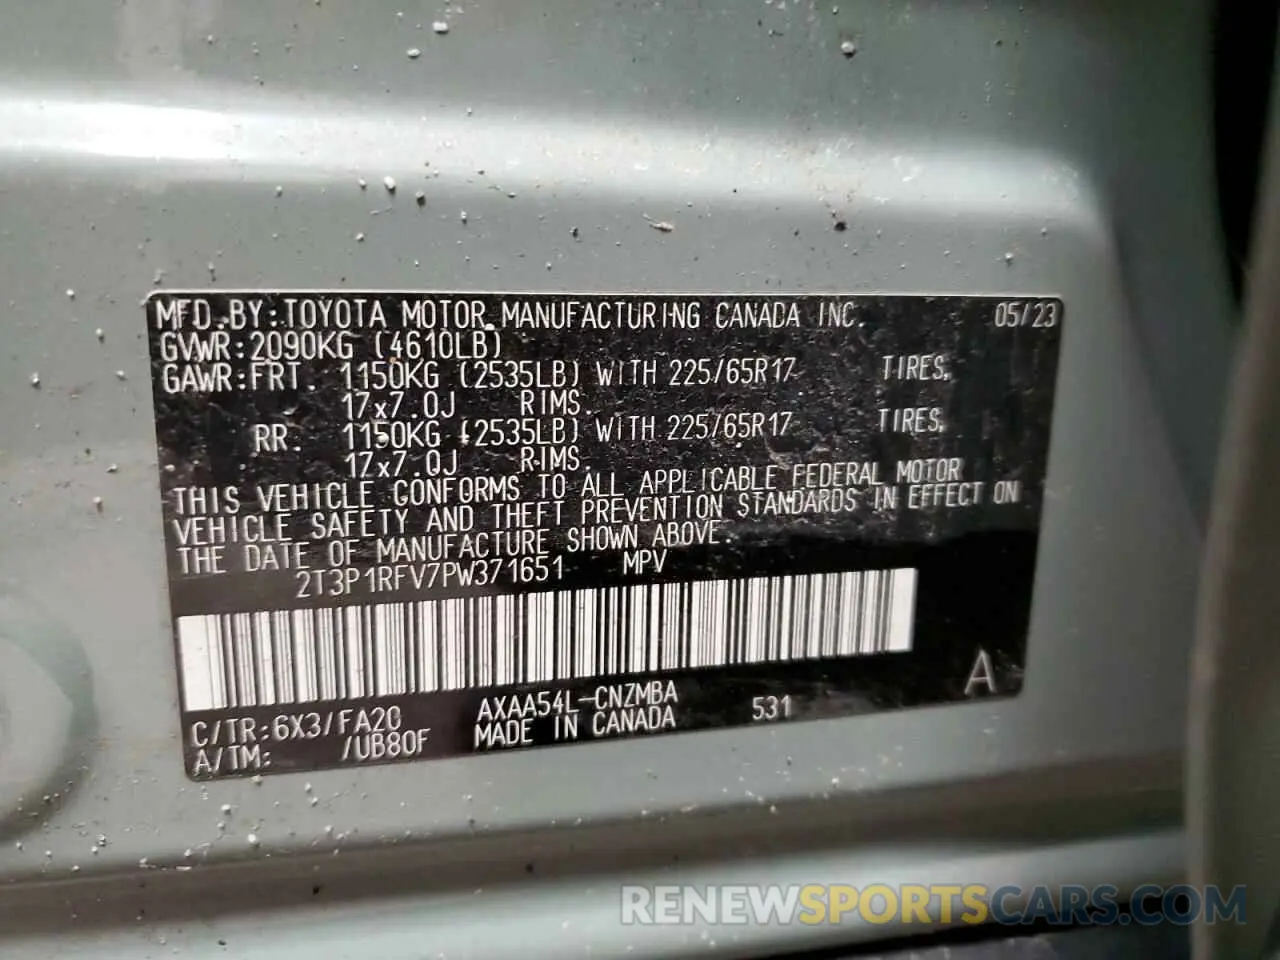 MFD. BY: TOYOTA MOTOR MANUFACTURING CANADA INC. 05/23
GVWR: 2090KG (4610LB)
GAWR: FRT. 1150KG (2535LB) WITH 225/65R17 TIRES,
17x7.0J RIMS.
RR. 1150KG (2535LB) WITH 225/65R17 TIRES,
17x7.0J RIMS.
THIS VEHICLE CONFORMS TO ALL APPLICABLE FEDERAL MOTOR
VEHICLE SAFETY AND THEFT PREVENTION STANDARDS IN EFFECT ON
THE DATE OF MANUFACTURE SHOWN ABOVE.
2T3P1RFV7PW371651 MPV
A
C/TR: 6X3/FA20 AXAA54L-CNZMBA 531
A/TM: /UB80F MADE IN CANADA
RENEWSPORTSCARS.COM